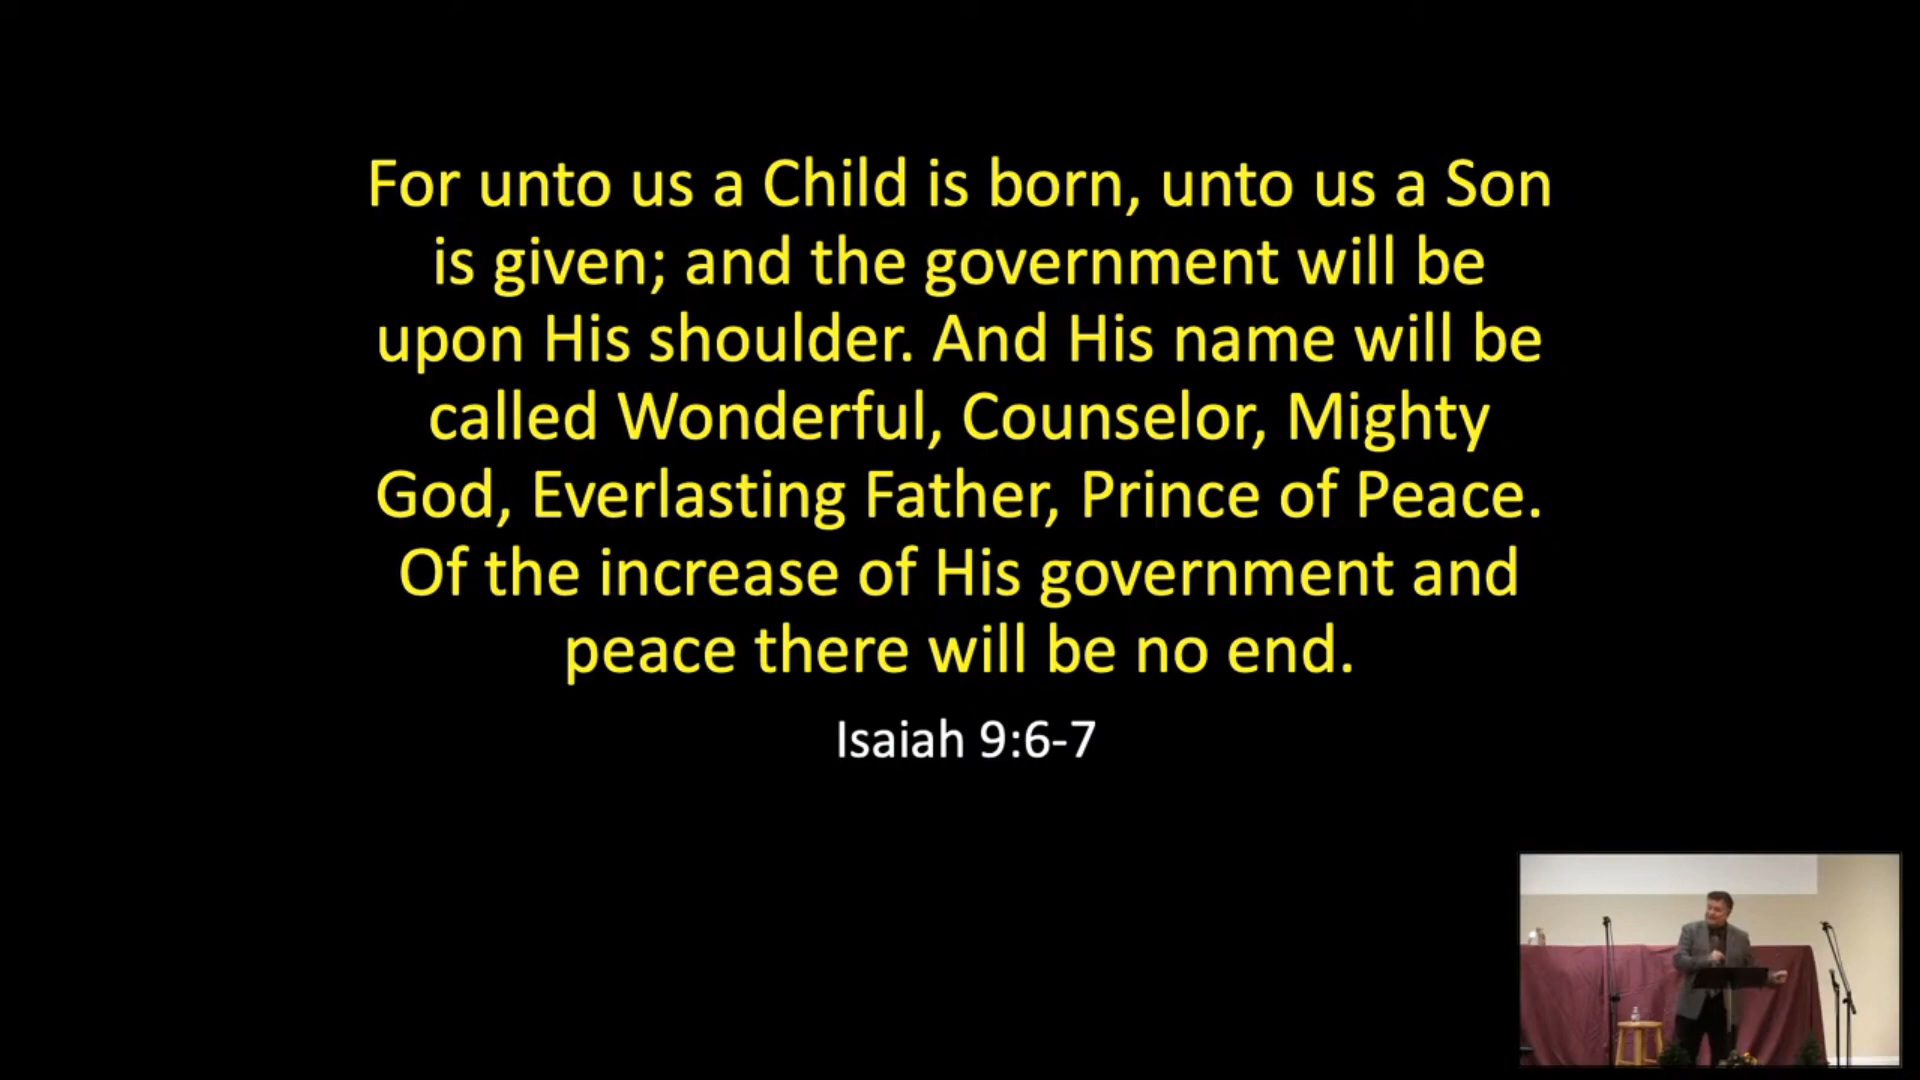 For unto us a Child is born, unto us a Son
is given; and the government will be
upon His shoulder. And His name will be
called Wonderful, Counselor, Mighty
God, Everlasting Father, Prince of Peace.
Of the increase of His government and
peace there will be no end.
Isaiah 9:6-7